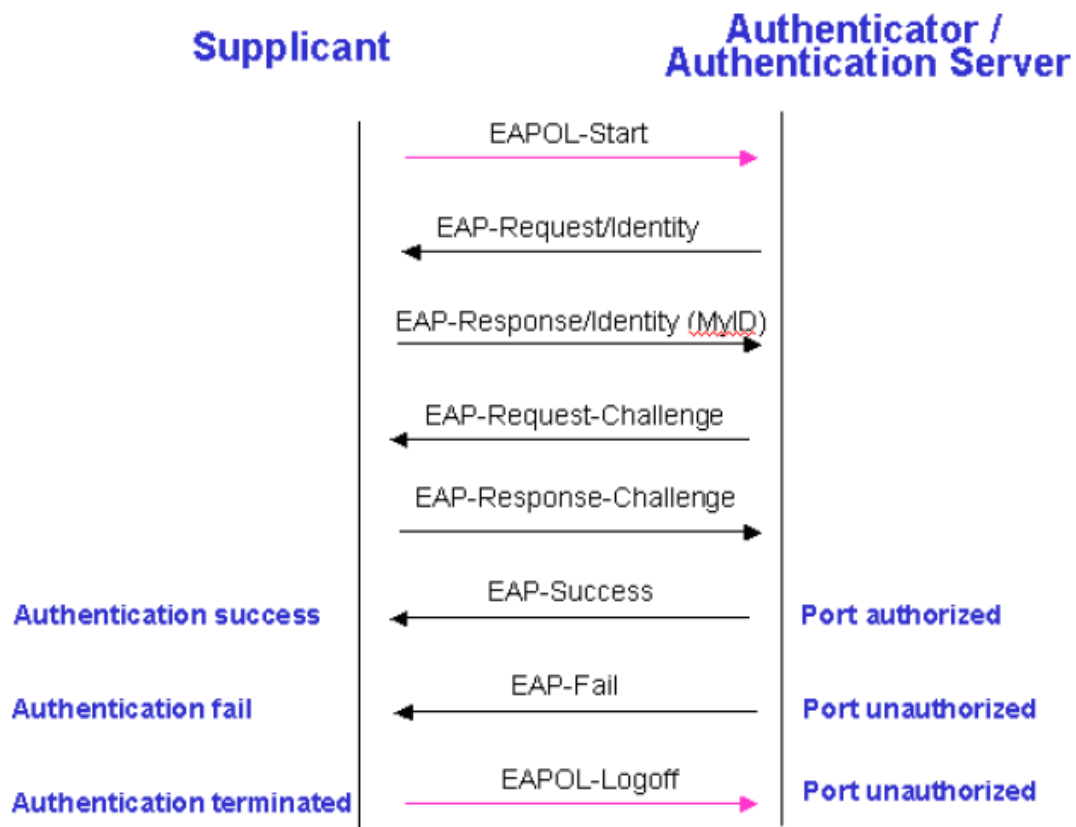 Supplicant
Authenticator /
Authentication Server
EAPOL-Start
EAP-Request/Identity
EAP-Response/Identity (MyID)
EAP-Request-Challenge
EAP-Response-Challenge
EAP-Success
Authentication success
Port authorized
EAP-Fail
Authentication fail
Port unauthorized
EAPOL-Logoff
Authentication terminated
Port unauthorized